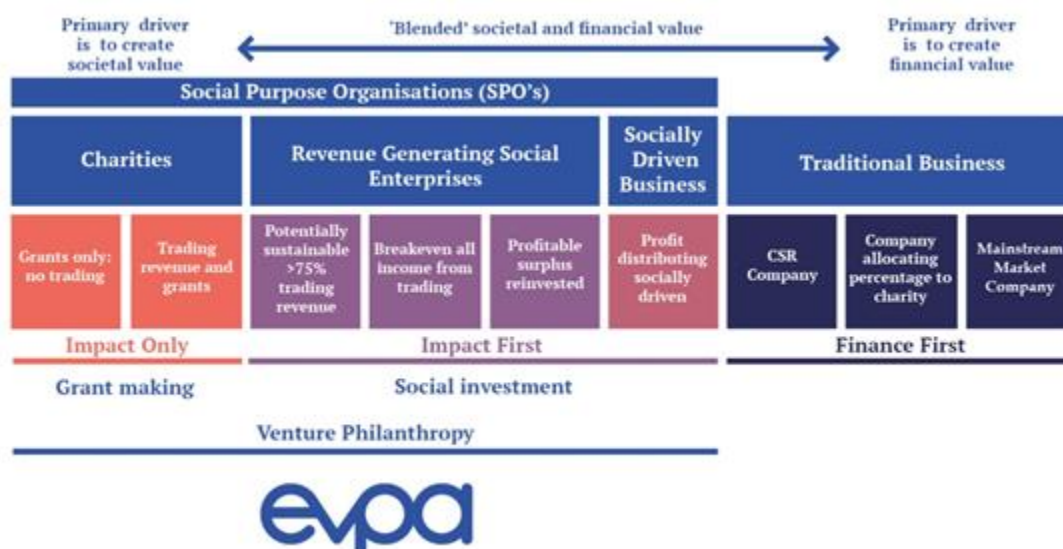 Primary driver
is to create
societal value
'Blended' societal and financial value
Primary driver
is to create
financial value
Social Purpose Organisations (SPO's)
Charities
Revenue Generating Social
Enterprises
Socially
Driven
Business
Traditional Business
Grants only:
no trading
Trading
revenue and
grants
Potentially
sustainable
>75%
trading
revenue
Breakeven all
income from
trading
Profitable
surplus
reinvested
Profit
distributing
socially
driven
CSR
Company
Company
allocating
percentage to
charity
Mainstream
Market
Company
Impact Only
Impact First
Finance First
Grant making
Social investment
Venture Philanthropy
evpa